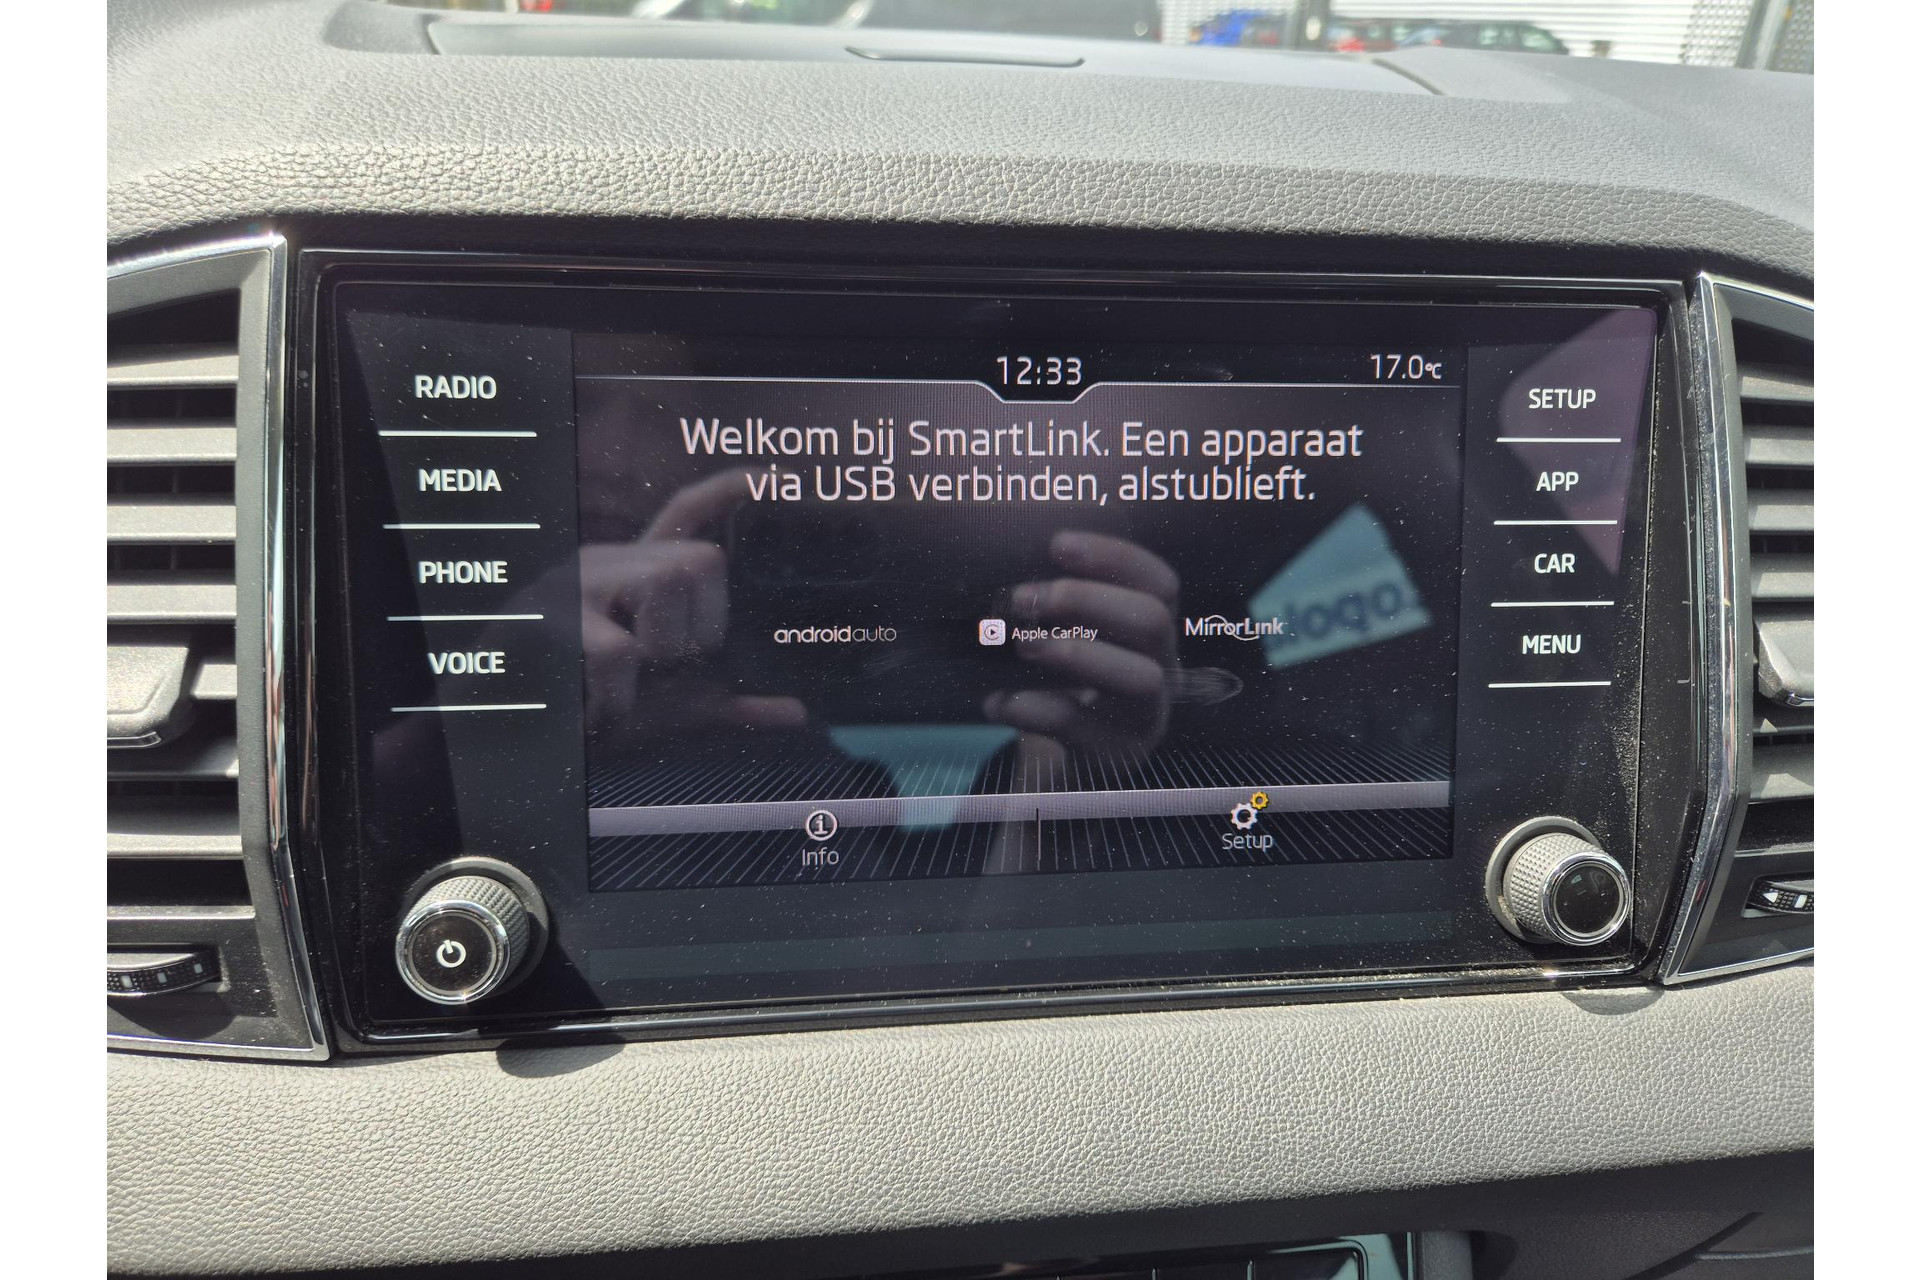 12:33
17.0°C
RADIO
MEDIA
PHONE
VOICE
Welkom bij SmartLink. Een apparaat
via USB verbinden, alstublieft.
androidauto
Apple CarPlay
MirrorLink
logo.
Info
Setup
SETUP
APP
CAR
MENU